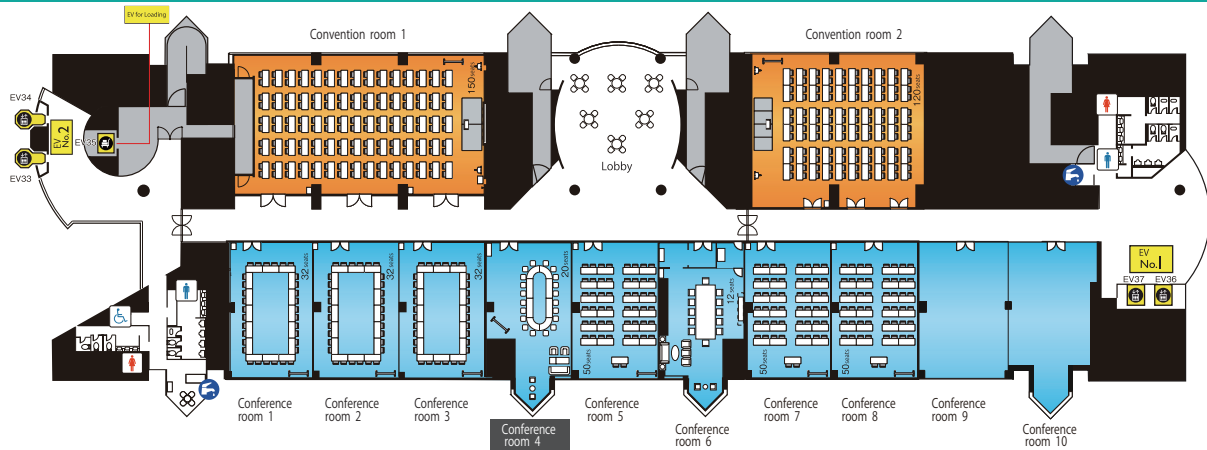 EV for Loading
Convention room 1
Convention room 2
EV34
EV
No.2
EV35
EV33
150 seats
120 seats
Lobby
EV
No.1
EV37
EV36
32 seats
32 seats
32 seats
20 seats
50 seats
12 seats
50 seats
50 seats
Conference
room 1
Conference
room 2
Conference
room 3
Conference
room 4
Conference
room 5
Conference
room 6
Conference
room 7
Conference
room 8
Conference
room 9
Conference
room 10